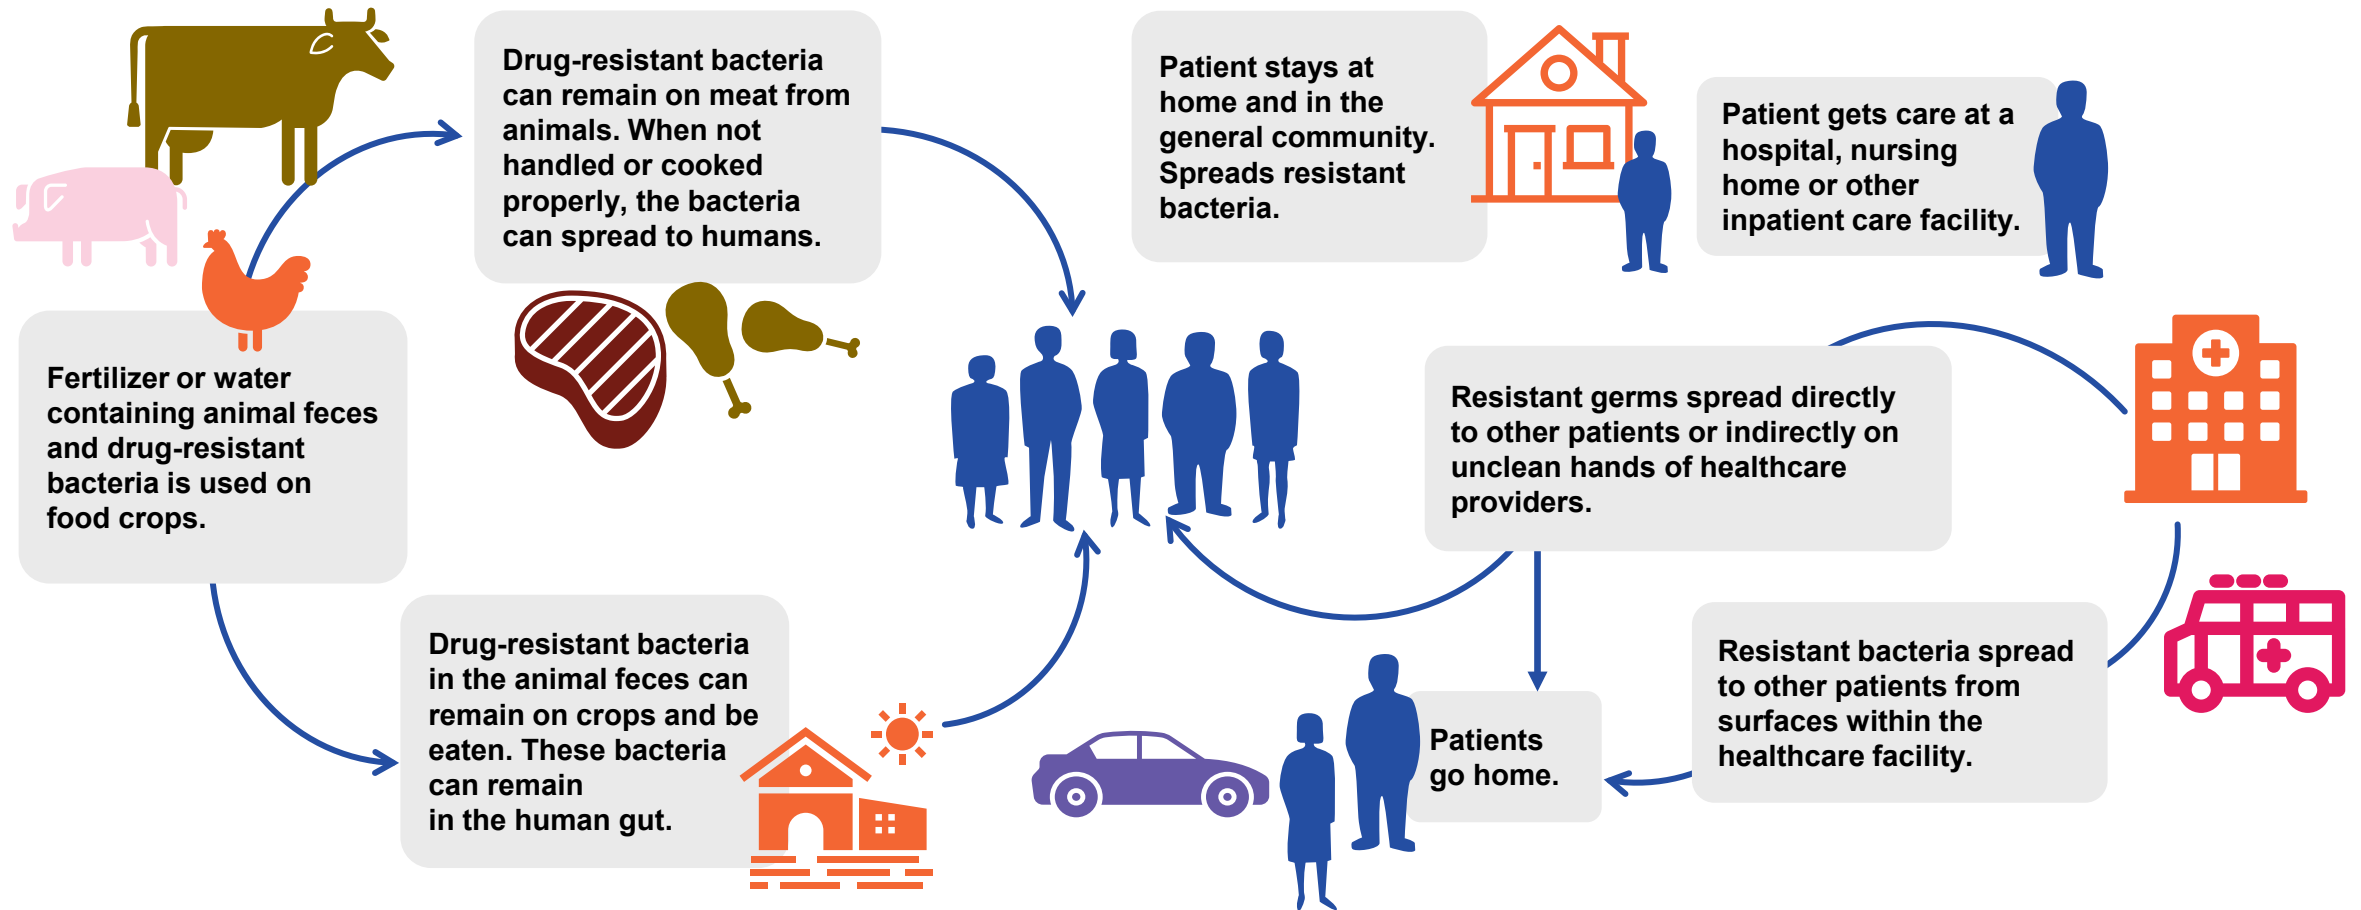 Drug-resistant bacteria
can remain on meat from
animals. When not
handled or cooked
properly, the bacteria
can spread to humans.
Patient stays at
home and in the
general community.
Spreads resistant
bacteria.
Patient gets care at a
hospital, nursing
home or other
inpatient care facility.
Fertilizer or water
containing animal feces
and drug-resistant
bacteria is used on
food crops.
Resistant germs spread directly
to other patients or indirectly on
unclean hands of healthcare
providers.
Drug-resistant bacteria
in the animal feces can
remain on crops and be
eaten. These bacteria
can remain
in the human gut.
Patients
go home.
Resistant bacteria spread
to other patients from
surfaces within the
healthcare facility.